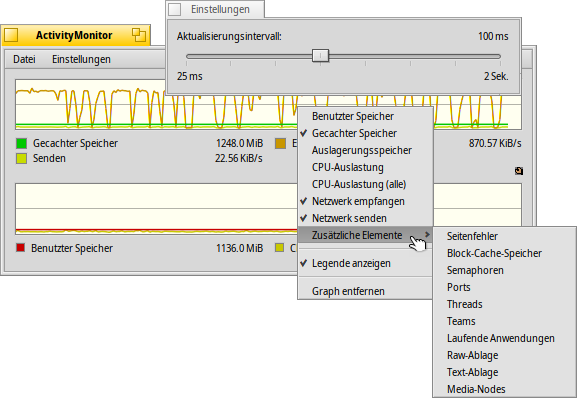 Einstellungen
ActivityMonitor
Datei Einstellungen
Aktualisierungsintervall: 100 ms
25 ms 2 Sek.
Gecachter Speicher 1248.0 MiB
870.57 KiB/s
Senden 22.56 KiB/s
Benutzter Speicher 1136.0 MiB
Benutzter Speicher
Gecachter Speicher
Auslagerungsspeicher
CPU-Auslastung
CPU-Auslastung (alle)
Netzwerk empfangen
Netzwerk senden
Zusätzliche Elemente
Legende anzeigen
Graph entfernen
Seitenfehler
Block-Cache-Speicher
Semaphoren
Ports
Threads
Teams
Laufende Anwendungen
Raw-Ablage
Text-Ablage
Media-Nodes